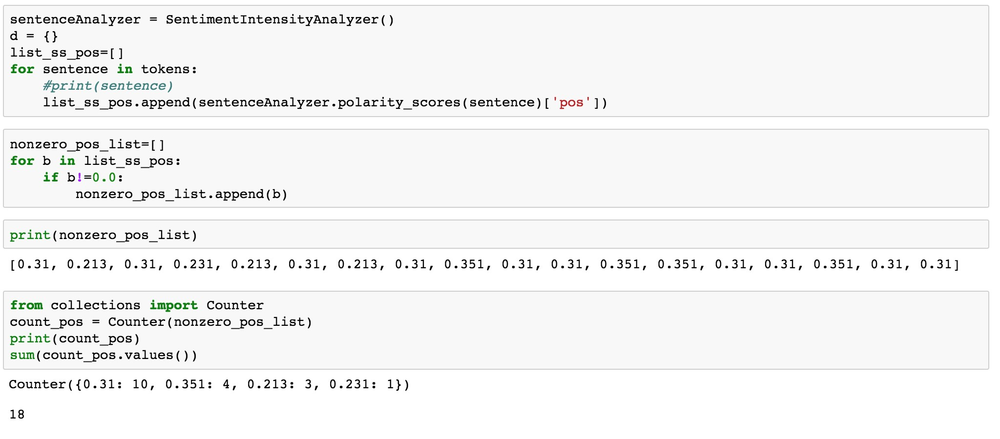 sentenceAnalyzer = SentimentIntensityAnalyzer()
d = {}
list_ss_pos=[]
for sentence in tokens:
    #print(sentence)
    list_ss_pos.append(sentenceAnalyzer.polarity_scores(sentence)['pos'])
nonzero_pos_list=[]
for b in list_ss_pos:
    if b!=0.0:
        nonzero_pos_list.append(b)
print(nonzero_pos_list)
[0.31, 0.213, 0.31, 0.231, 0.213, 0.31, 0.213, 0.31, 0.351, 0.31, 0.31, 0.351, 0.351, 0.31, 0.31, 0.351, 0.31, 0.31]
from collections import Counter
count_pos = Counter(nonzero_pos_list)
print(count_pos)
sum(count_pos.values())
Counter({0.31: 10, 0.351: 4, 0.213: 3, 0.231: 1})
18